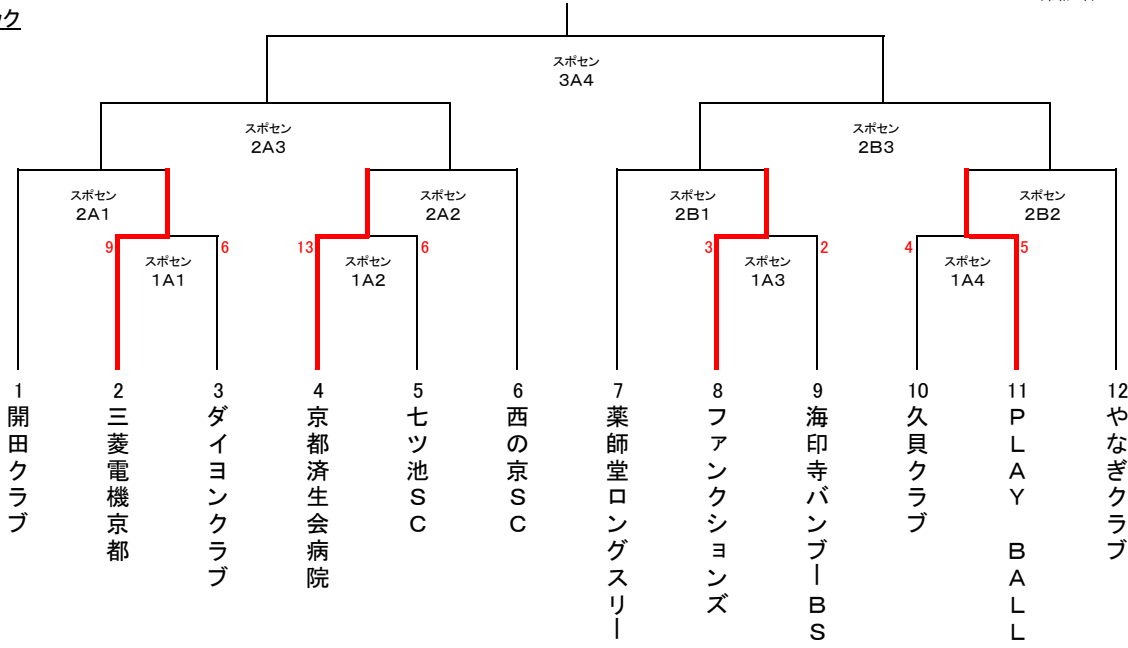 ック
スポセン
3A4
スポセン
2A3
スポセン
2B3
スポセン
2A1
スポセン
2A2
スポセン
2B1
スポセン
2B2
9
6
13
6
3
2
4
5
スポセン
1A1
スポセン
1A2
スポセン
1A3
スポセン
1A4
1
2
3
4
5
6
7
8
9
10
11
12
開田クラブ
三菱電機京都
ダイヨンクラブ
京都済生会病院
七ツ池SC
西の京SC
薬師堂ロングスリー
ファンクションズ
海印寺バンブーBS
久貝クラブ
PLAY BALL
やなぎクラブ